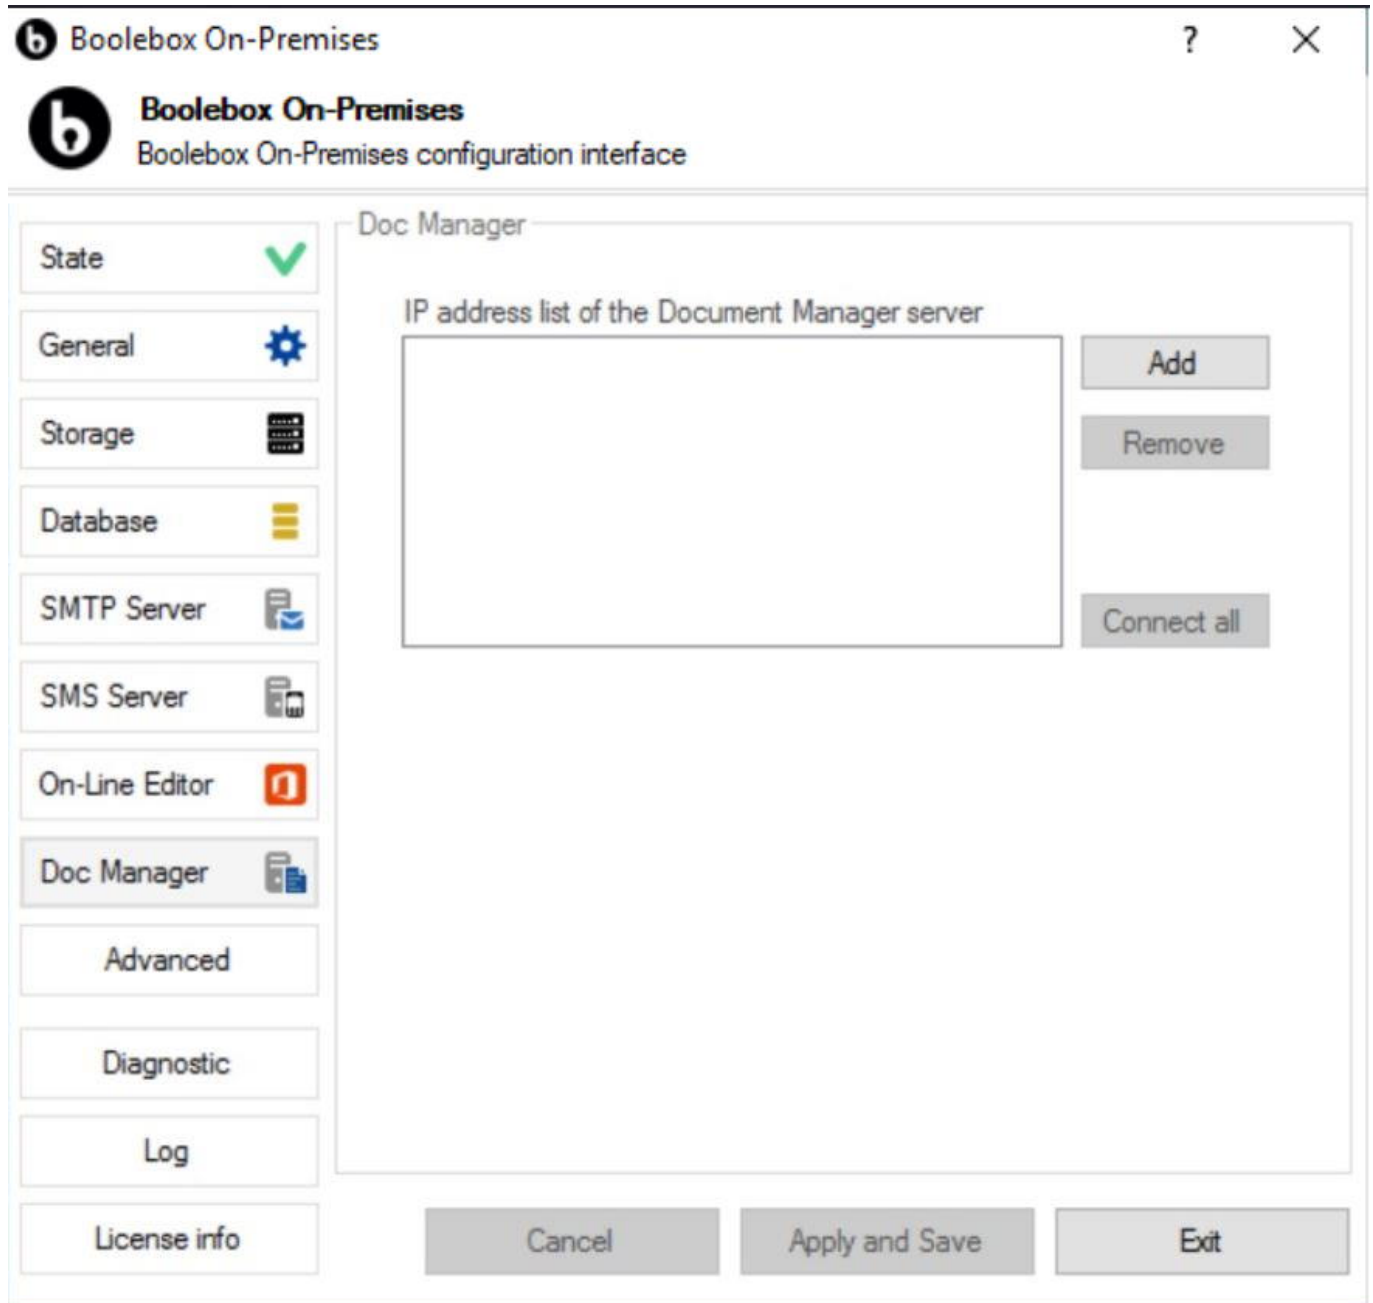 Boolebox On-Premises
?
Boolebox On-Premises
Boolebox On-Premises configuration interface
State
General
Storage
Database
SMTP Server
SMS Server
On-Line Editor
Doc Manager
Advanced
Diagnostic
Log
License info
Doc Manager
IP address list of the Document Manager server
Add
Remove
Connect all
Cancel
Apply and Save
Exit